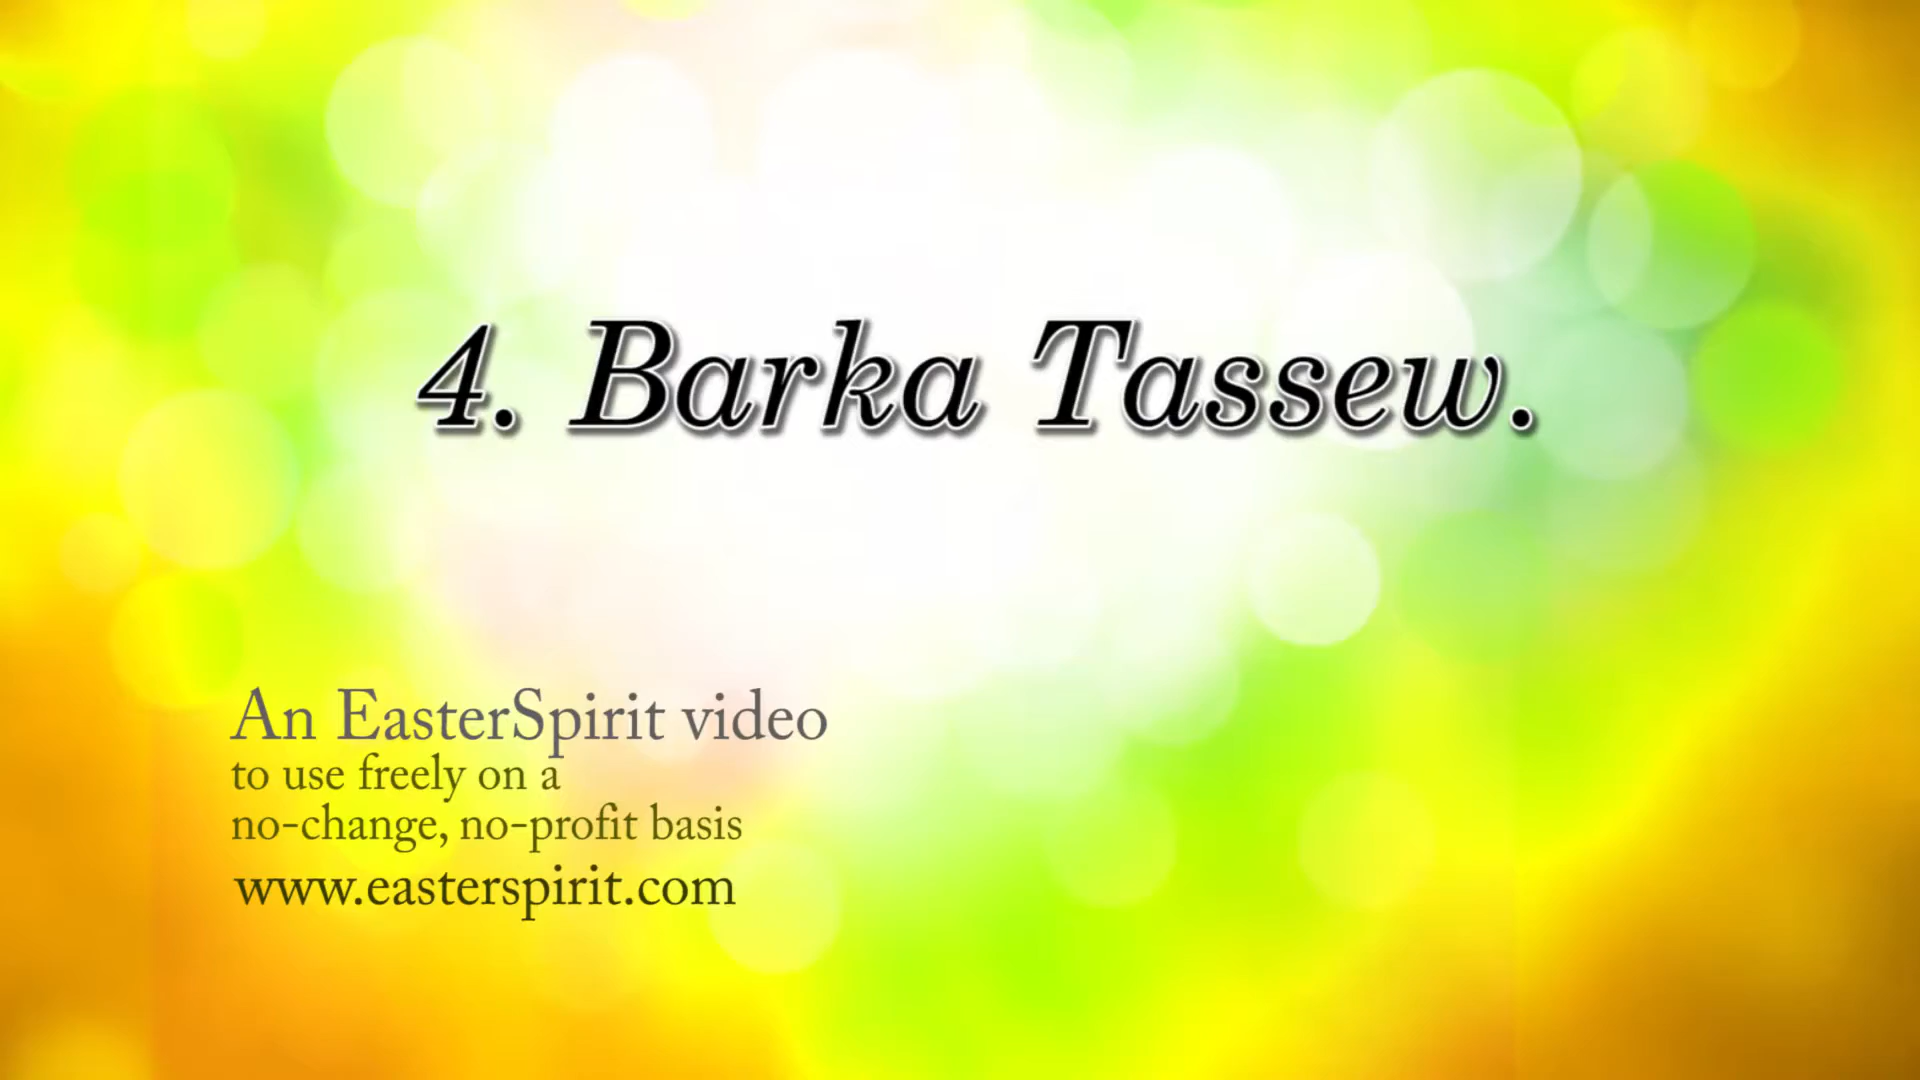 4. Barka Tassew.
An EasterSpirit video
to use freely on a
no-change, no-profit basis
www.easterspirit.com